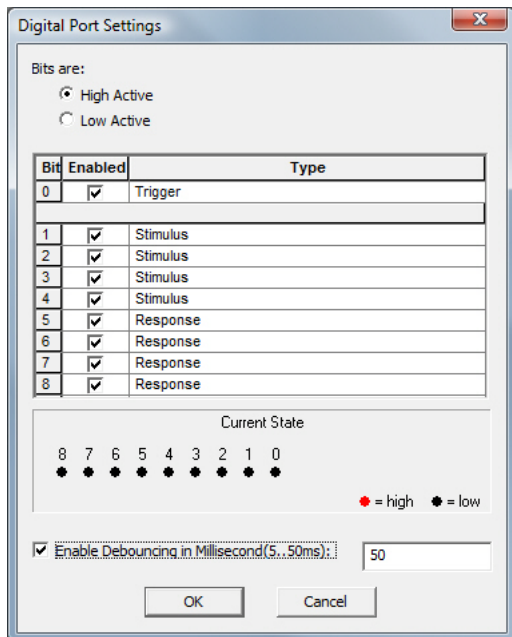 Digital Port Settings
Bits are:
High Active
Low Active
Bit Enabled Type
0 Trigger
1 Stimulus
2 Stimulus
3 Stimulus
4 Stimulus
5 Response
6 Response
7 Response
8 Response
Current State
8 7 6 5 4 3 2 1 0
= high = low
Enable Debouncing in Millisecond(5..50ms): 50
OK Cancel